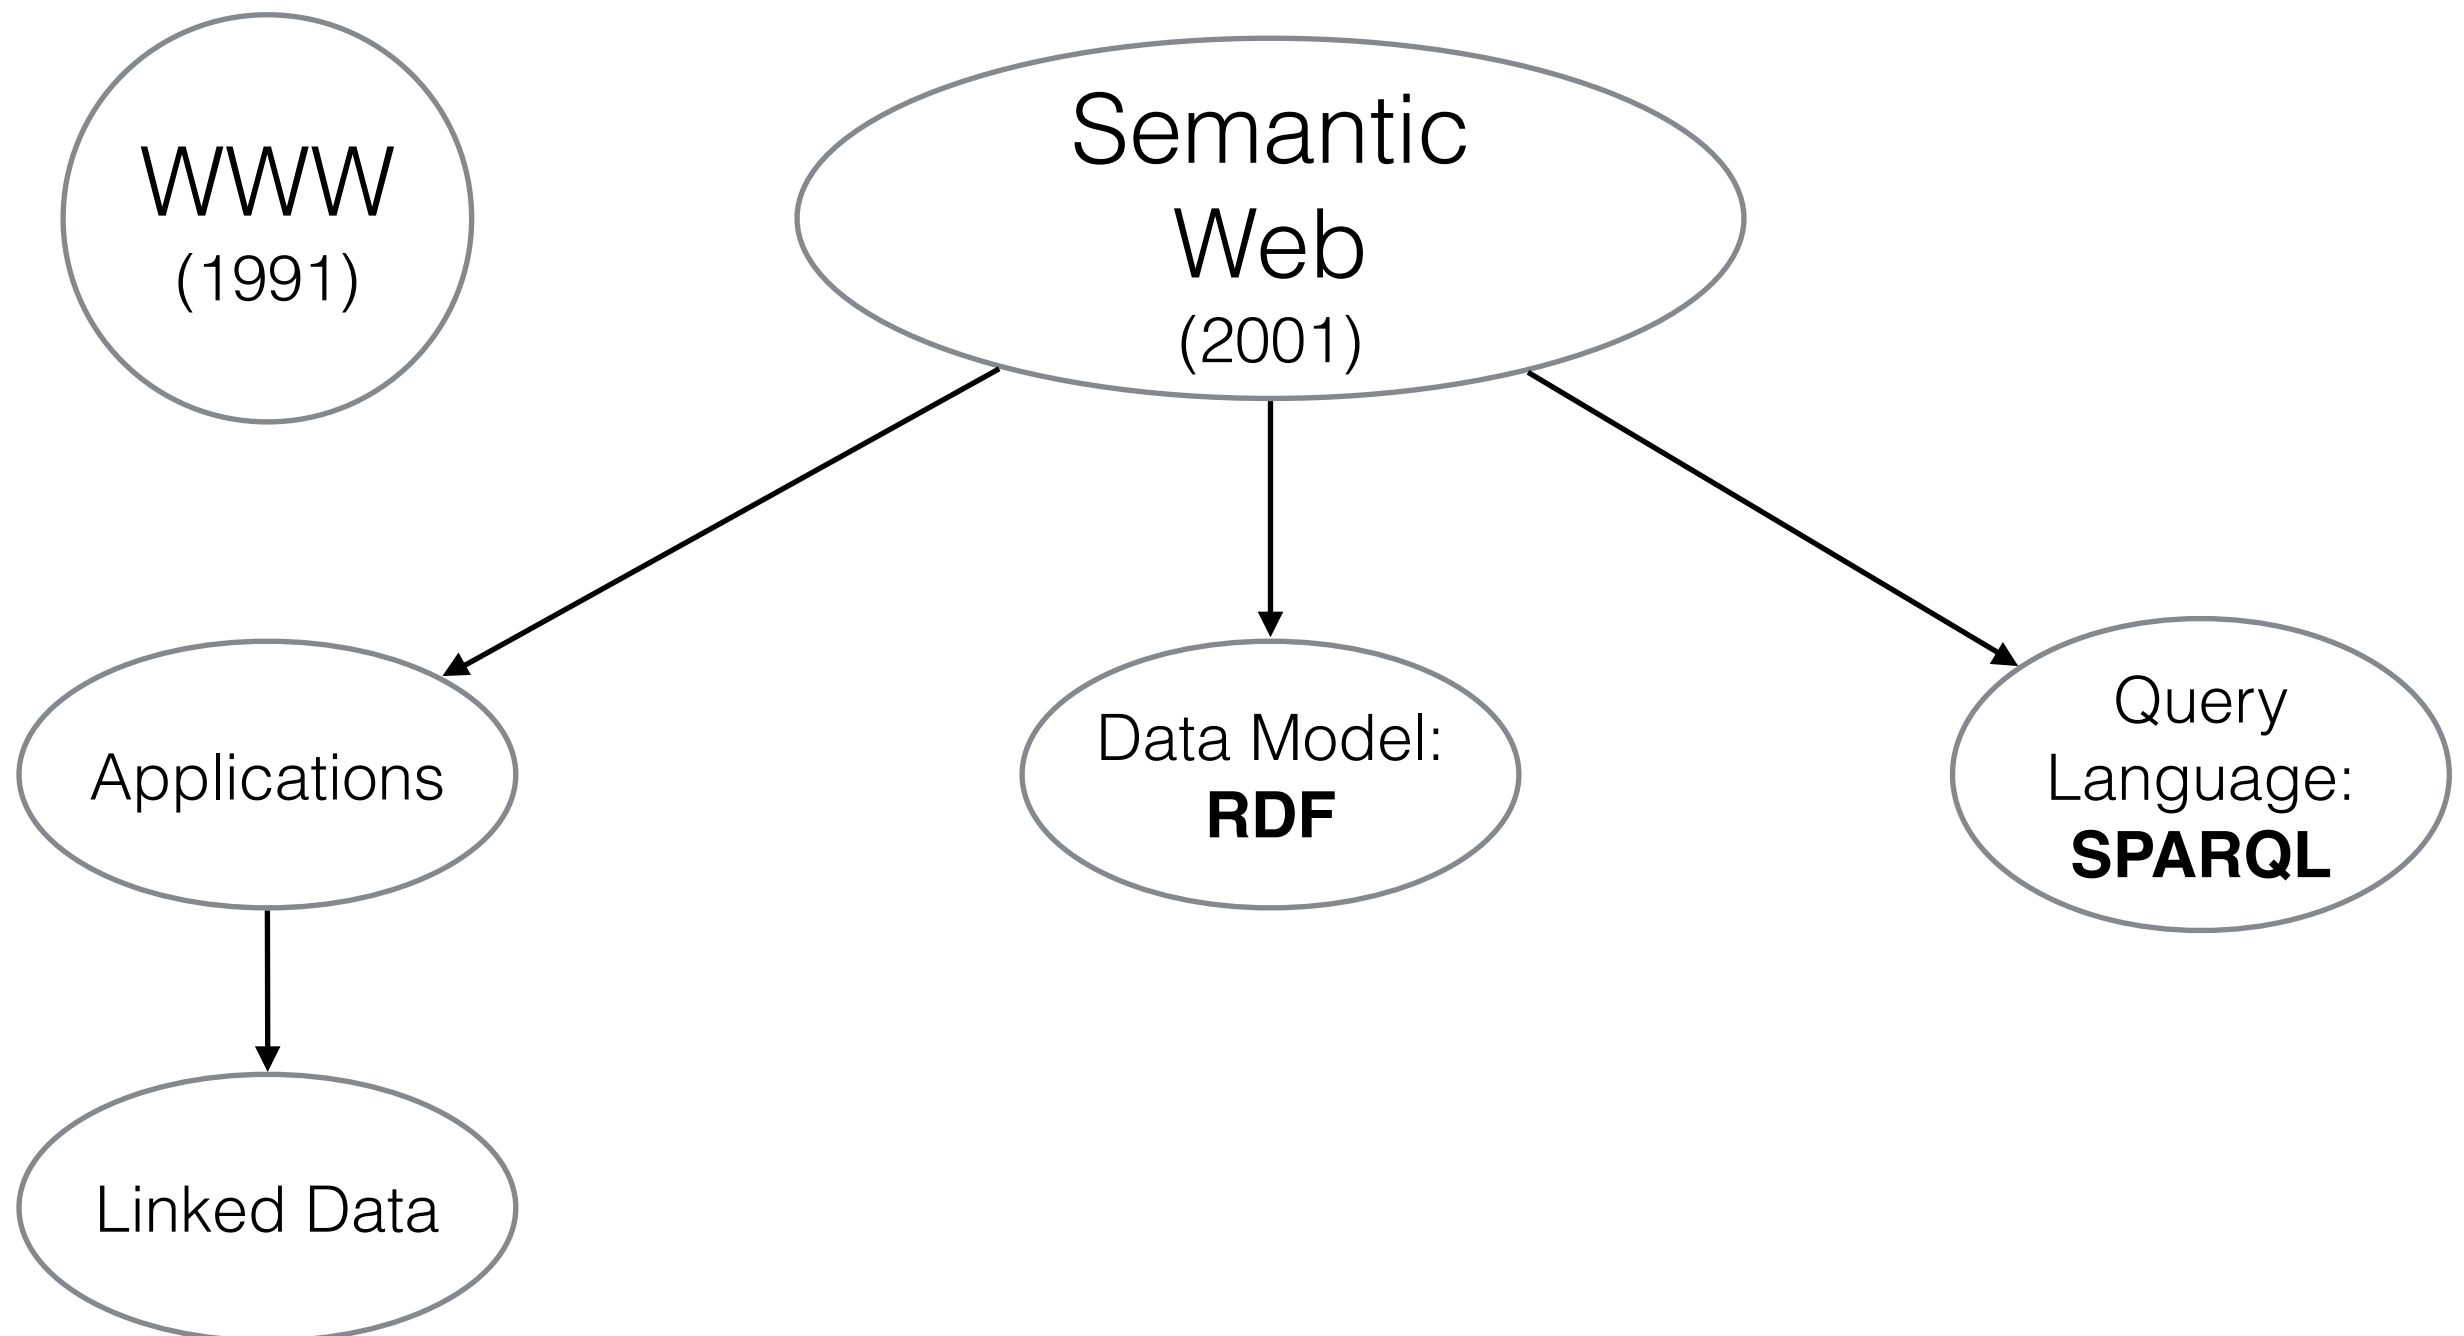 WWW
(1991)
Semantic
Web
(2001)
Applications
Data Model:
RDF
Query
Language:
SPARQL
Linked Data